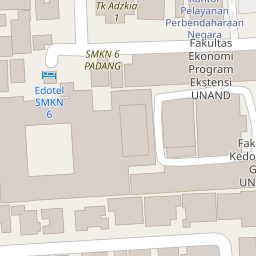 Tk Adzkia
1
Kantor
Pelayanan
Perbendaharaan
Negara
SMKN 6
PADANG
Fakultas
Ekonomi
Program
Ekstensi
UNAND
Edotel
SMKN
6
Fak
Kedo
G
UN